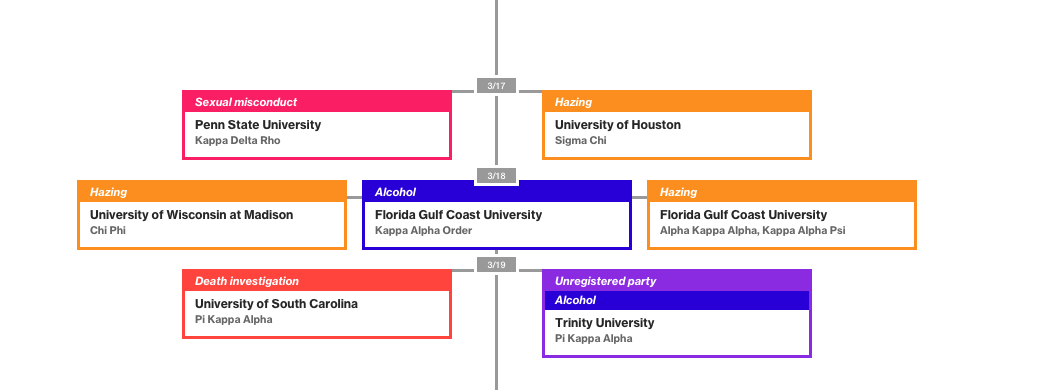 3/17
Sexual misconduct
Penn State University
Kappa Delta Rho
Hazing
University of Houston
Sigma Chi
3/18
Hazing
University of Wisconsin at Madison
Chi Phi
Alcohol
Florida Gulf Coast University
Kappa Alpha Order
Hazing
Florida Gulf Coast University
Alpha Kappa Alpha, Kappa Alpha Psi
3/19
Death investigation
University of South Carolina
Pi Kappa Alpha
Unregistered party
Alcohol
Trinity University
Pi Kappa Alpha